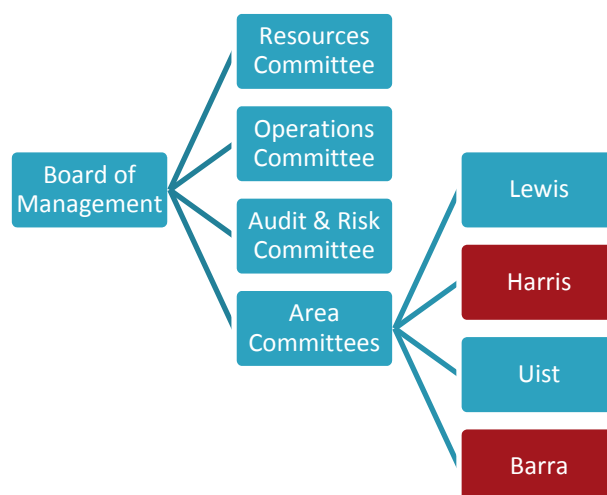 Resources
Committee
Operations
Committee
Board of
Management
Audit & Risk
Committee
Area
Committees
Lewis
Harris
Uist
Barra